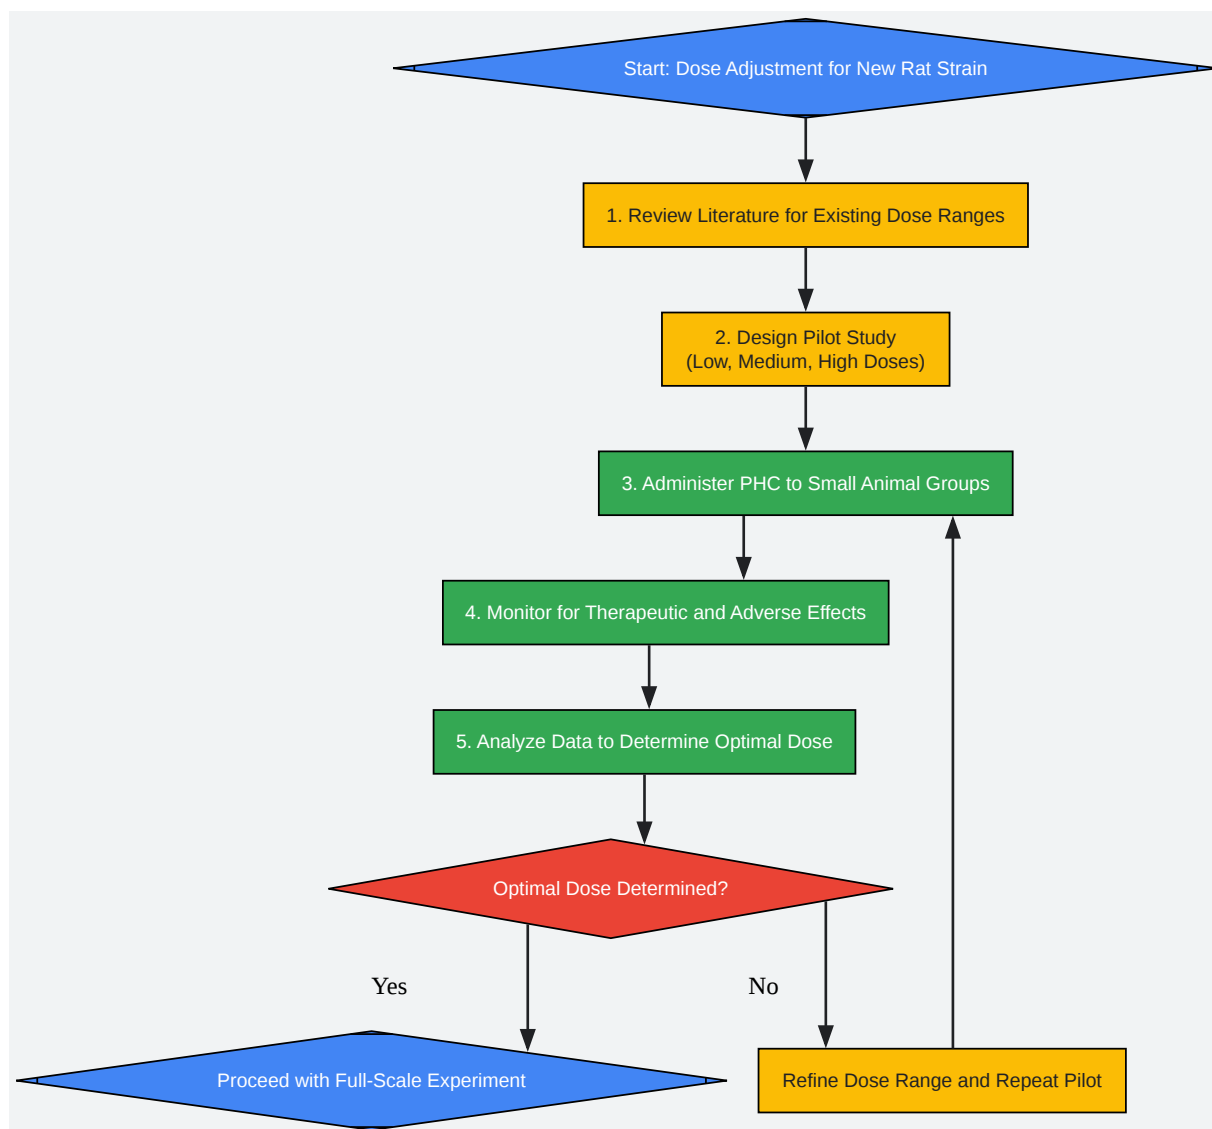 Start: Dose Adjustment for New Rat Strain
1. Review Literature for Existing Dose Ranges
2. Design Pilot Study
(Low, Medium, High Doses)
3. Administer PHC to Small Animal Groups
4. Monitor for Therapeutic and Adverse Effects
5. Analyze Data to Determine Optimal Dose
Optimal Dose Determined?
Yes
No
Proceed with Full-Scale Experiment
Refine Dose Range and Repeat Pilot